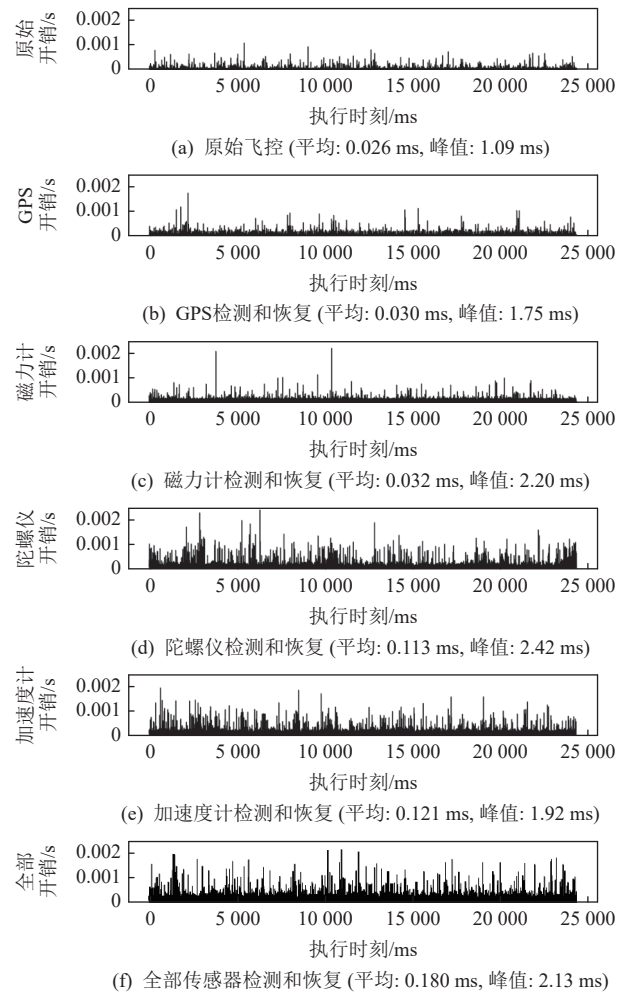 原始
开销/s
0.002
0.001
0
0 5 000 10 000 15 000 20 000 25 000
执行时刻/ms
(a) 原始飞控 (平均: 0.026 ms, 峰值: 1.09 ms)
GPS
开销/s
0.002
0.001
0
0 5 000 10 000 15 000 20 000 25 000
执行时刻/ms
(b) GPS检测和恢复 (平均: 0.030 ms, 峰值: 1.75 ms)
磁力计
开销/s
0.002
0.001
0
0 5 000 10 000 15 000 20 000 25 000
执行时刻/ms
(c) 磁力计检测和恢复 (平均: 0.032 ms, 峰值: 2.20 ms)
陀螺仪
开销/s
0.002
0.001
0
0 5 000 10 000 15 000 20 000 25 000
执行时刻/ms
(d) 陀螺仪检测和恢复 (平均: 0.113 ms, 峰值: 2.42 ms)
加速度计
开销/s
0.002
0.001
0
0 5 000 10 000 15 000 20 000 25 000
执行时刻/ms
(e) 加速度计检测和恢复 (平均: 0.121 ms, 峰值: 1.92 ms)
全部
开销/s
0.002
0.001
0
0 5 000 10 000 15 000 20 000 25 000
执行时刻/ms
(f) 全部传感器检测和恢复 (平均: 0.180 ms, 峰值: 2.13 ms)